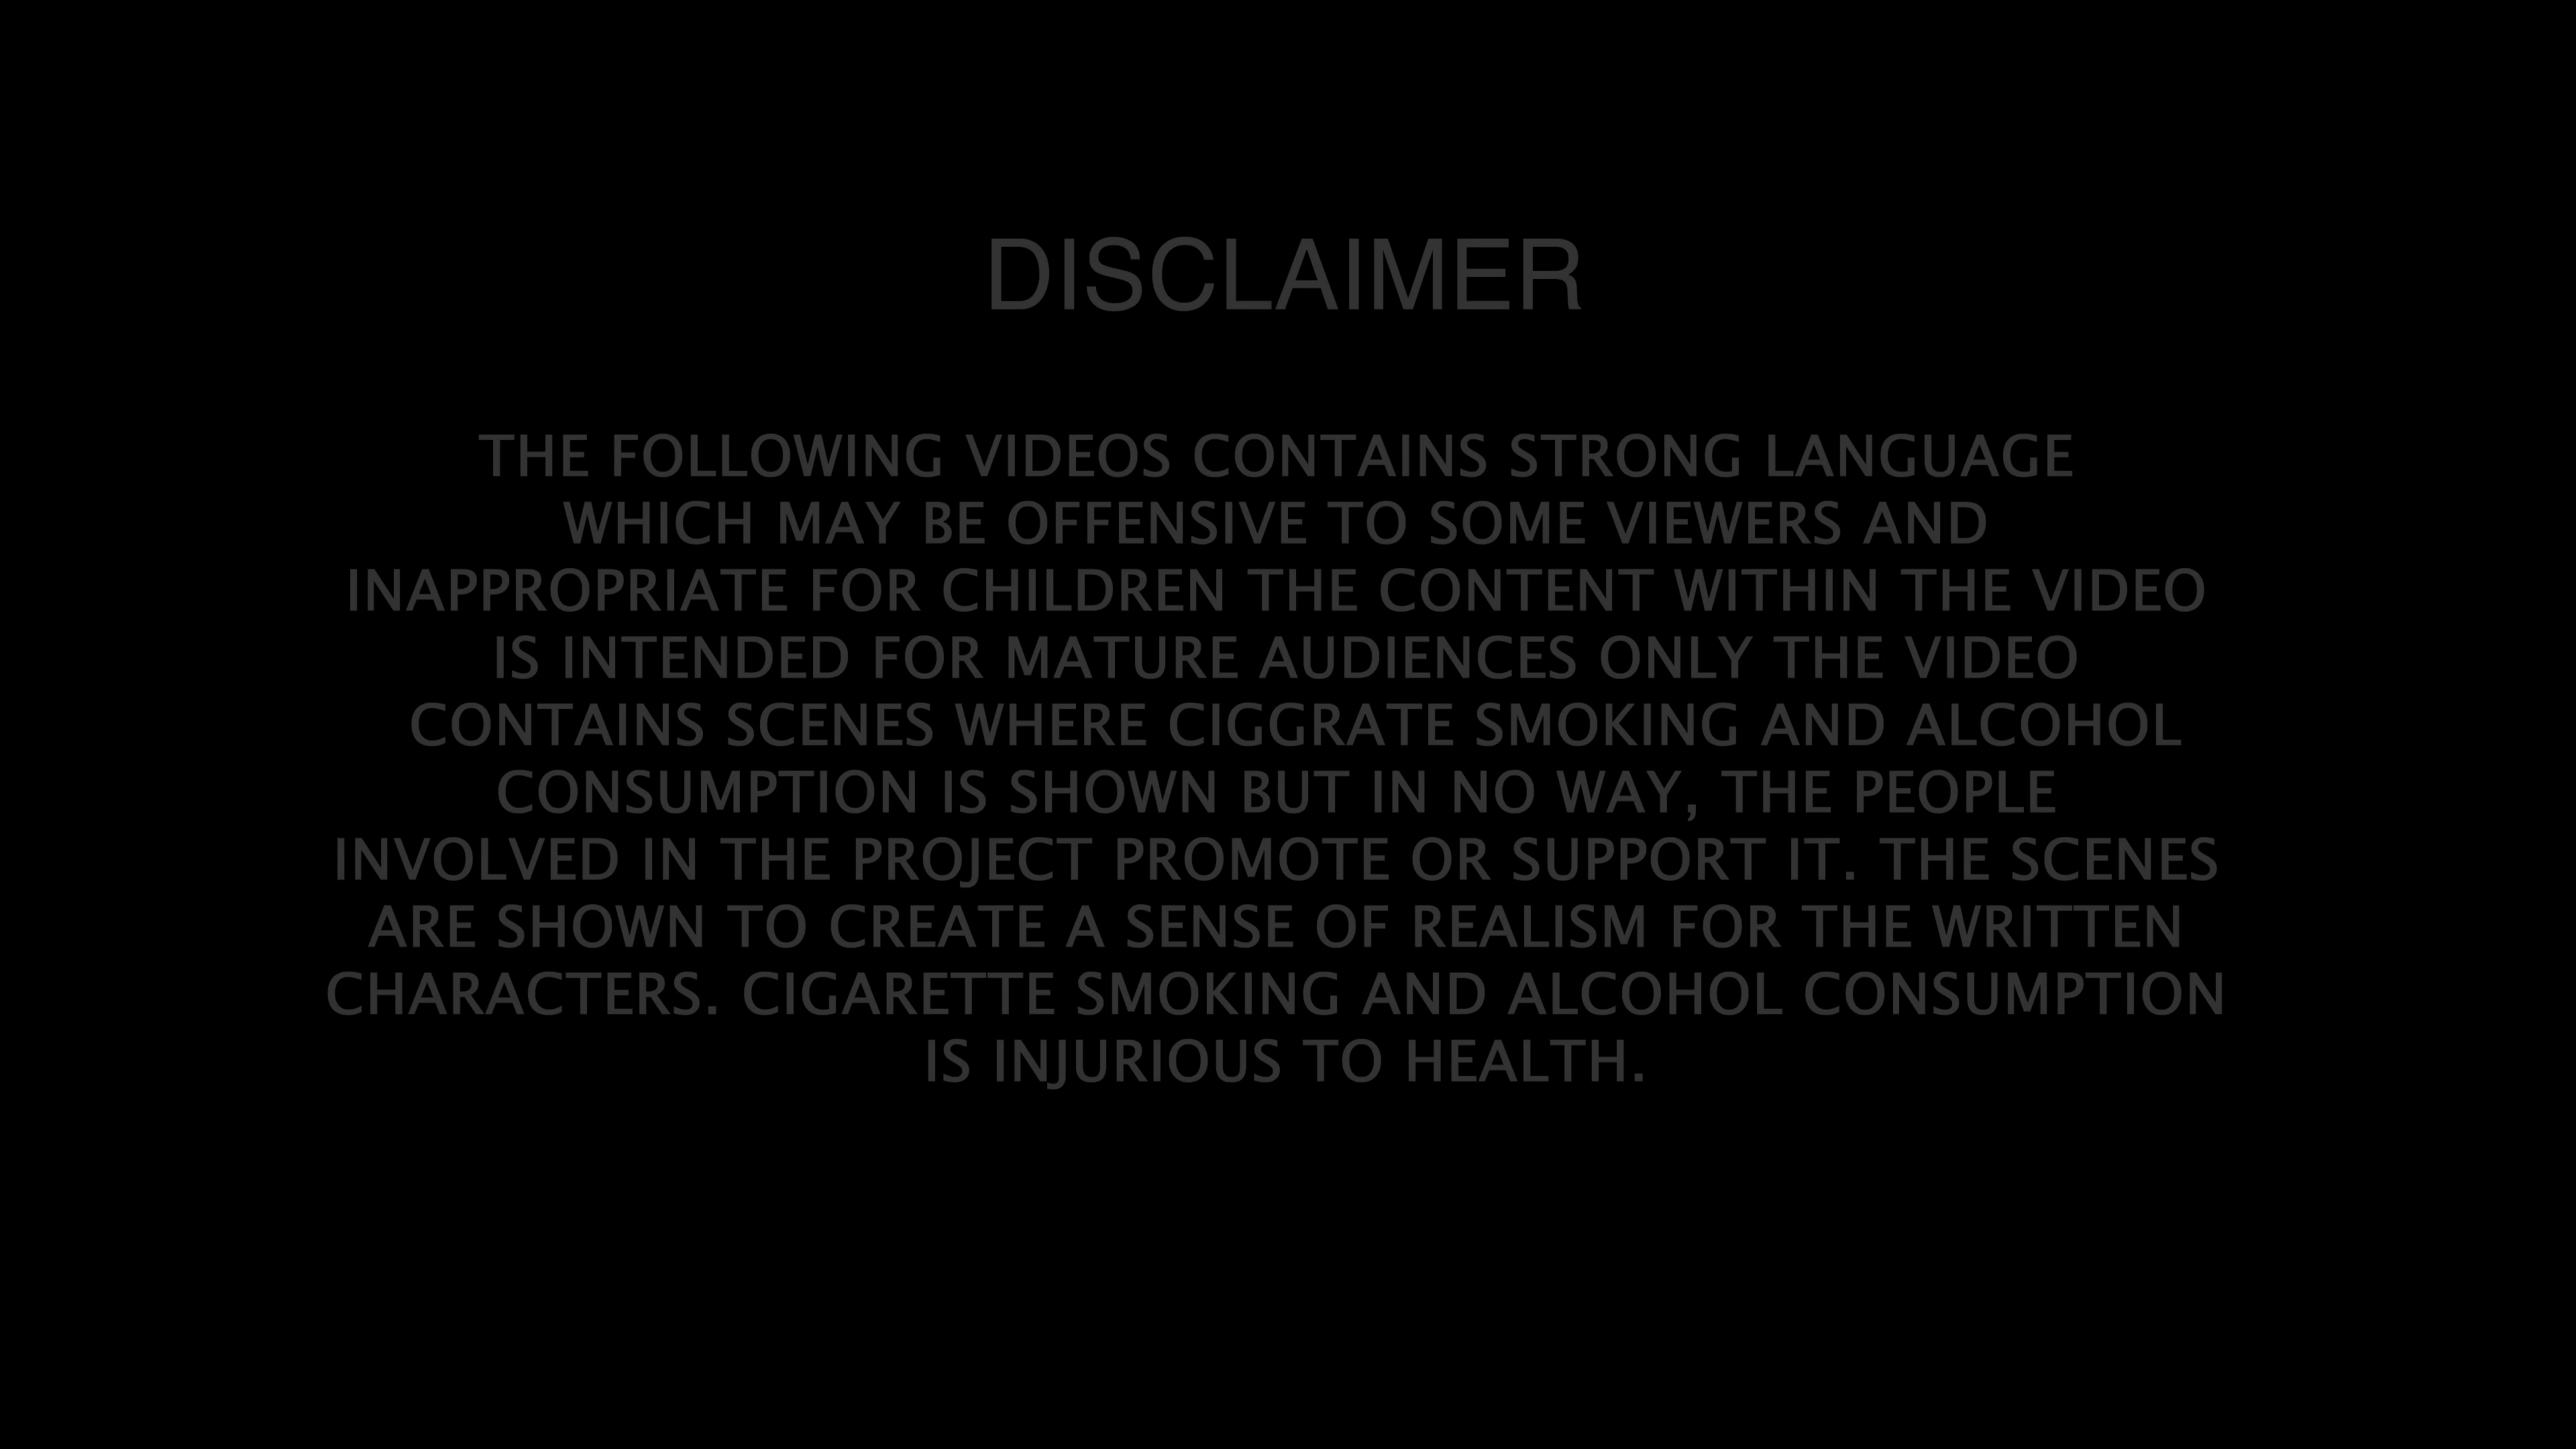 DISCLAIMER
THE FOLLOWING VIDEOS CONTAINS STRONG LANGUAGE
WHICH MAY BE OFFENSIVE TO SOME VIEWERS AND
INAPPROPRIATE FOR CHILDREN THE CONTENT WITHIN THE VIDEO
IS INTENDED FOR MATURE AUDIENCES ONLY THE VIDEO
CONTAINS SCENES WHERE CIGGRATE SMOKING AND ALCOHOL
CONSUMPTION IS SHOWN BUT IN NO WAY, THE PEOPLE
INVOLVED IN THE PROJECT PROMOTE OR SUPPORT IT. THE SCENES
ARE SHOWN TO CREATE A SENSE OF REALISM FOR THE WRITTEN
CHARACTERS. CIGARETTE SMOKING AND ALCOHOL CONSUMPTION
IS INJURIOUS TO HEALTH.